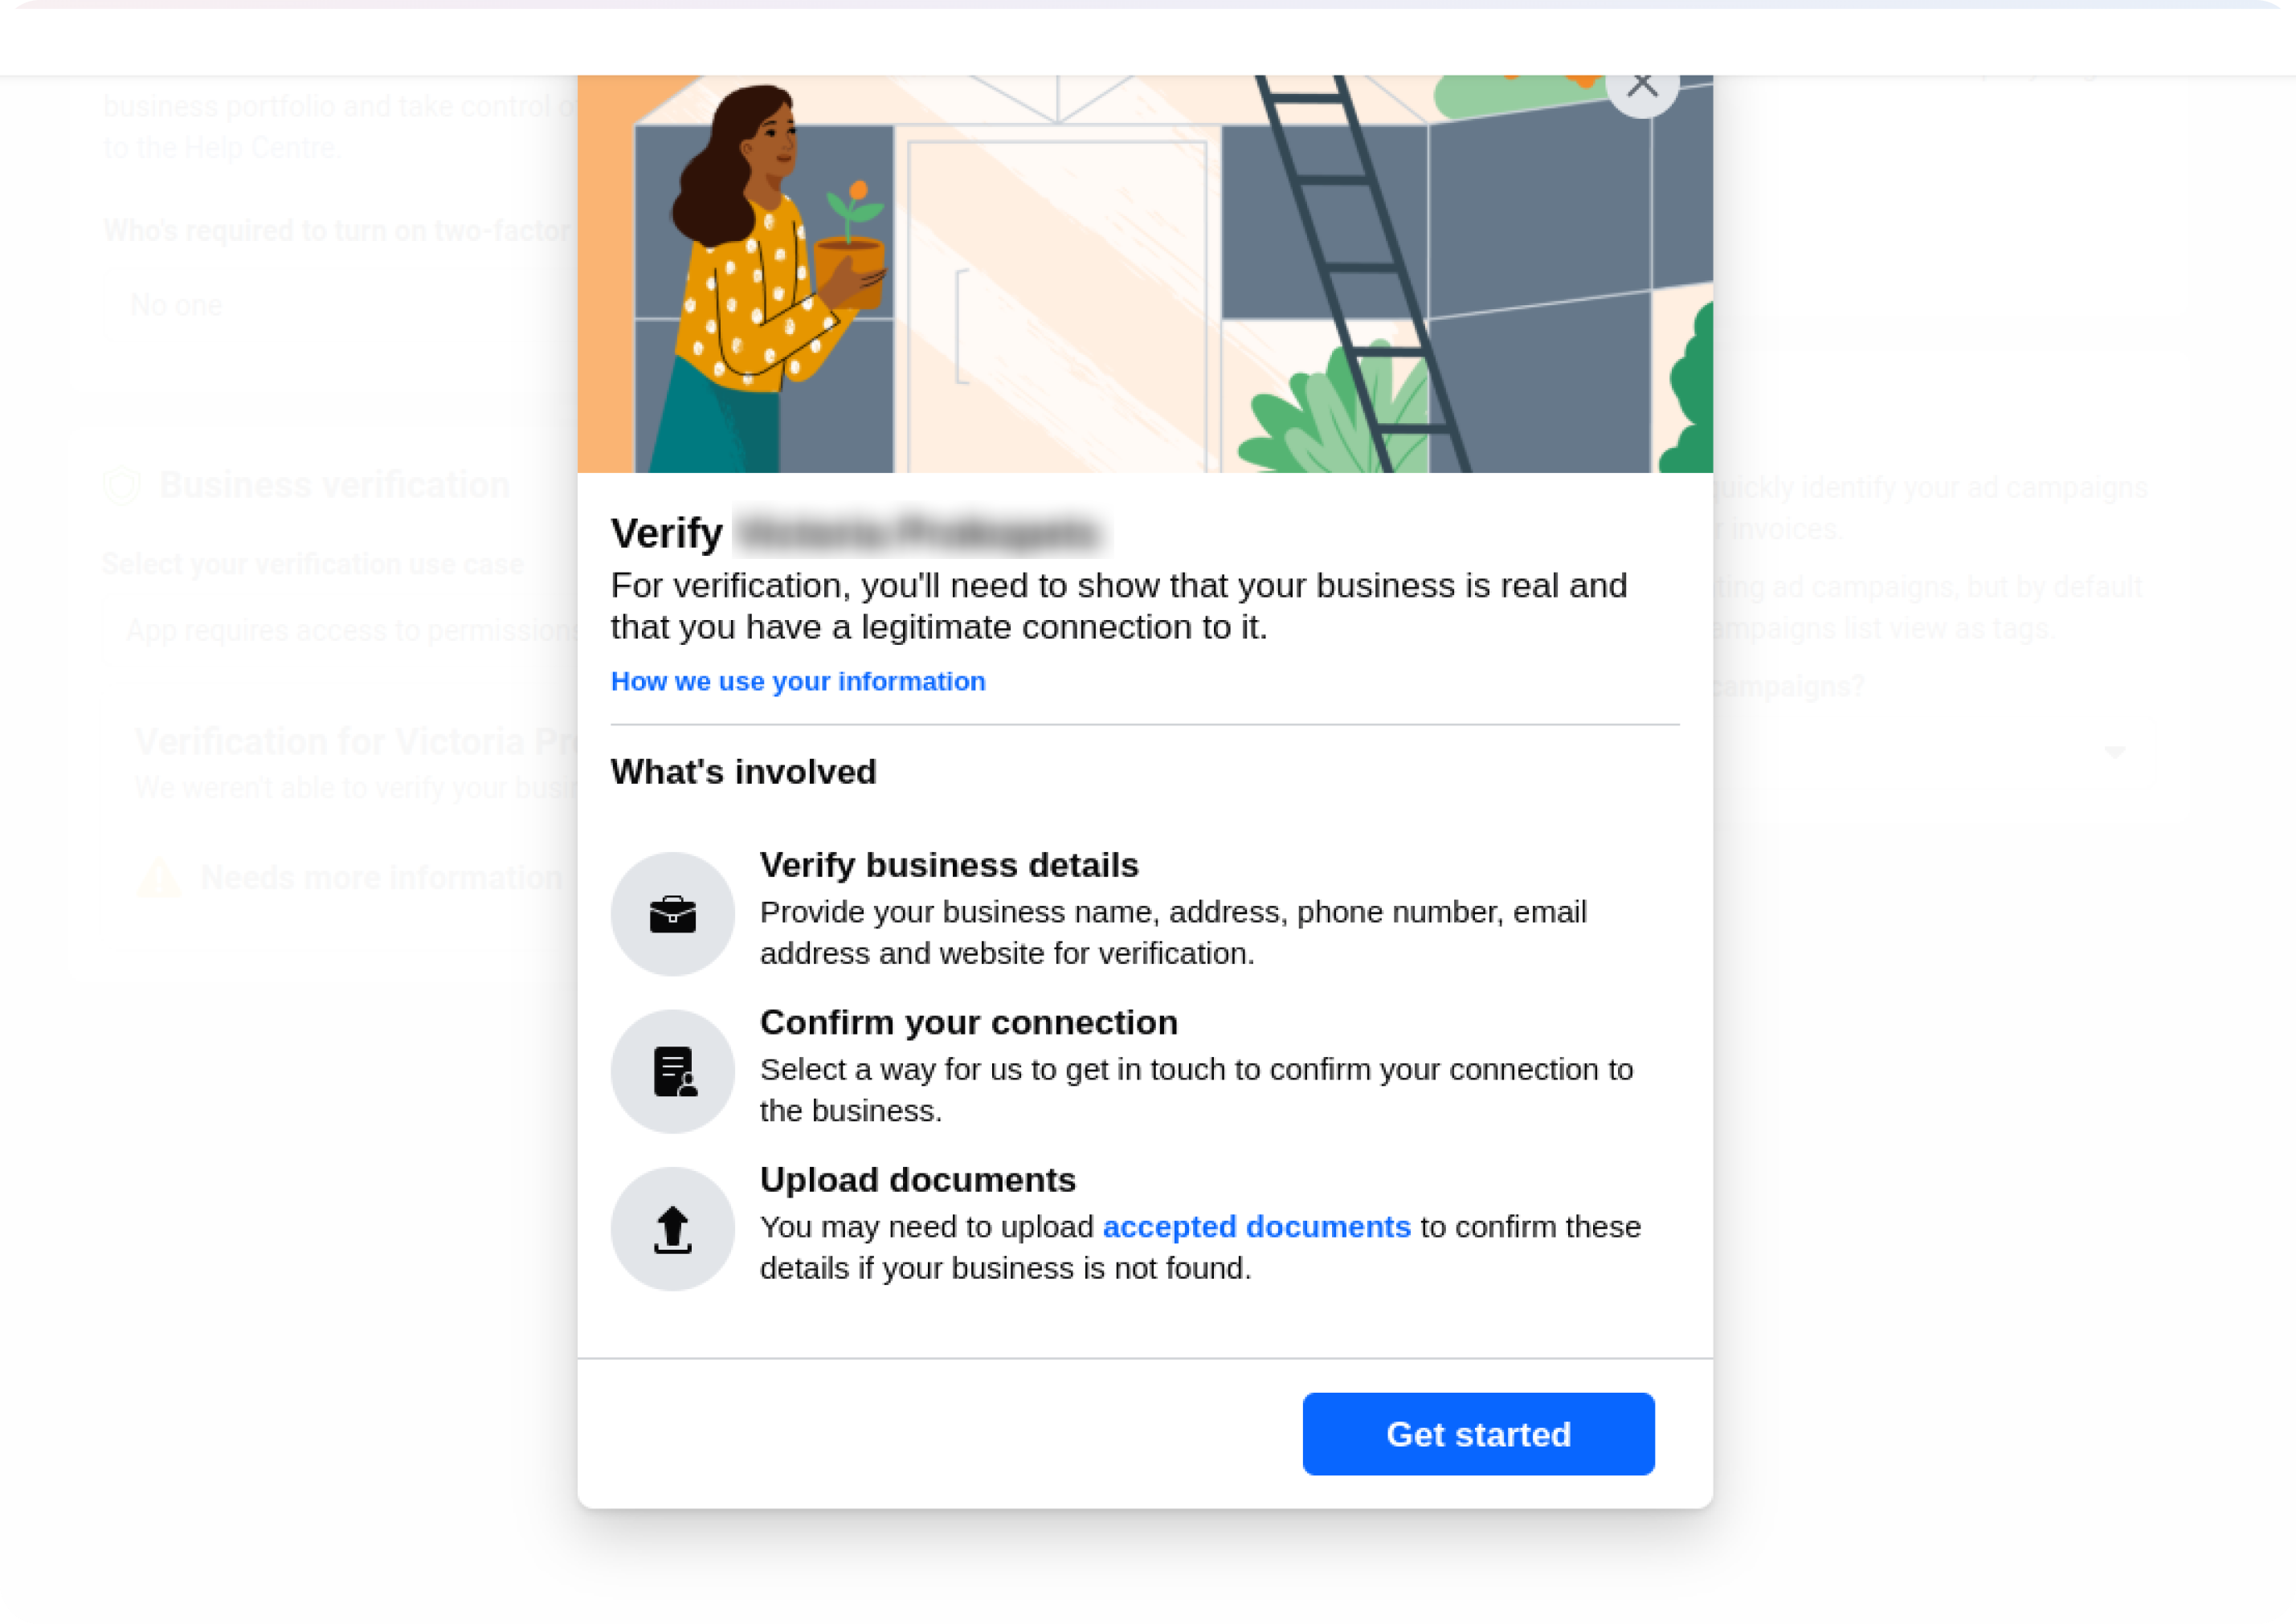 business portfolio and take control o
to the Help Centre.
Who's required to turn on two-factor
No one
Business verification
Select your verification use case
App requires access to permissions
Verification for Victoria Pr
We weren't able to verify your busi
Needs more information
Verify
For verification, you'll need to show that your business is real and
that you have a legitimate connection to it.
How we use your information
What's involved
Verify business details
Provide your business name, address, phone number, email
address and website for verification.
Confirm your connection
Select a way for us to get in touch to confirm your connection to
the business.
Upload documents
You may need to upload accepted documents to confirm these
details if your business is not found.
Get started
uickly identify your ad campaigns
r invoices.
ting ad campaigns, but by default
ampaigns list view as tags.
campaigns?